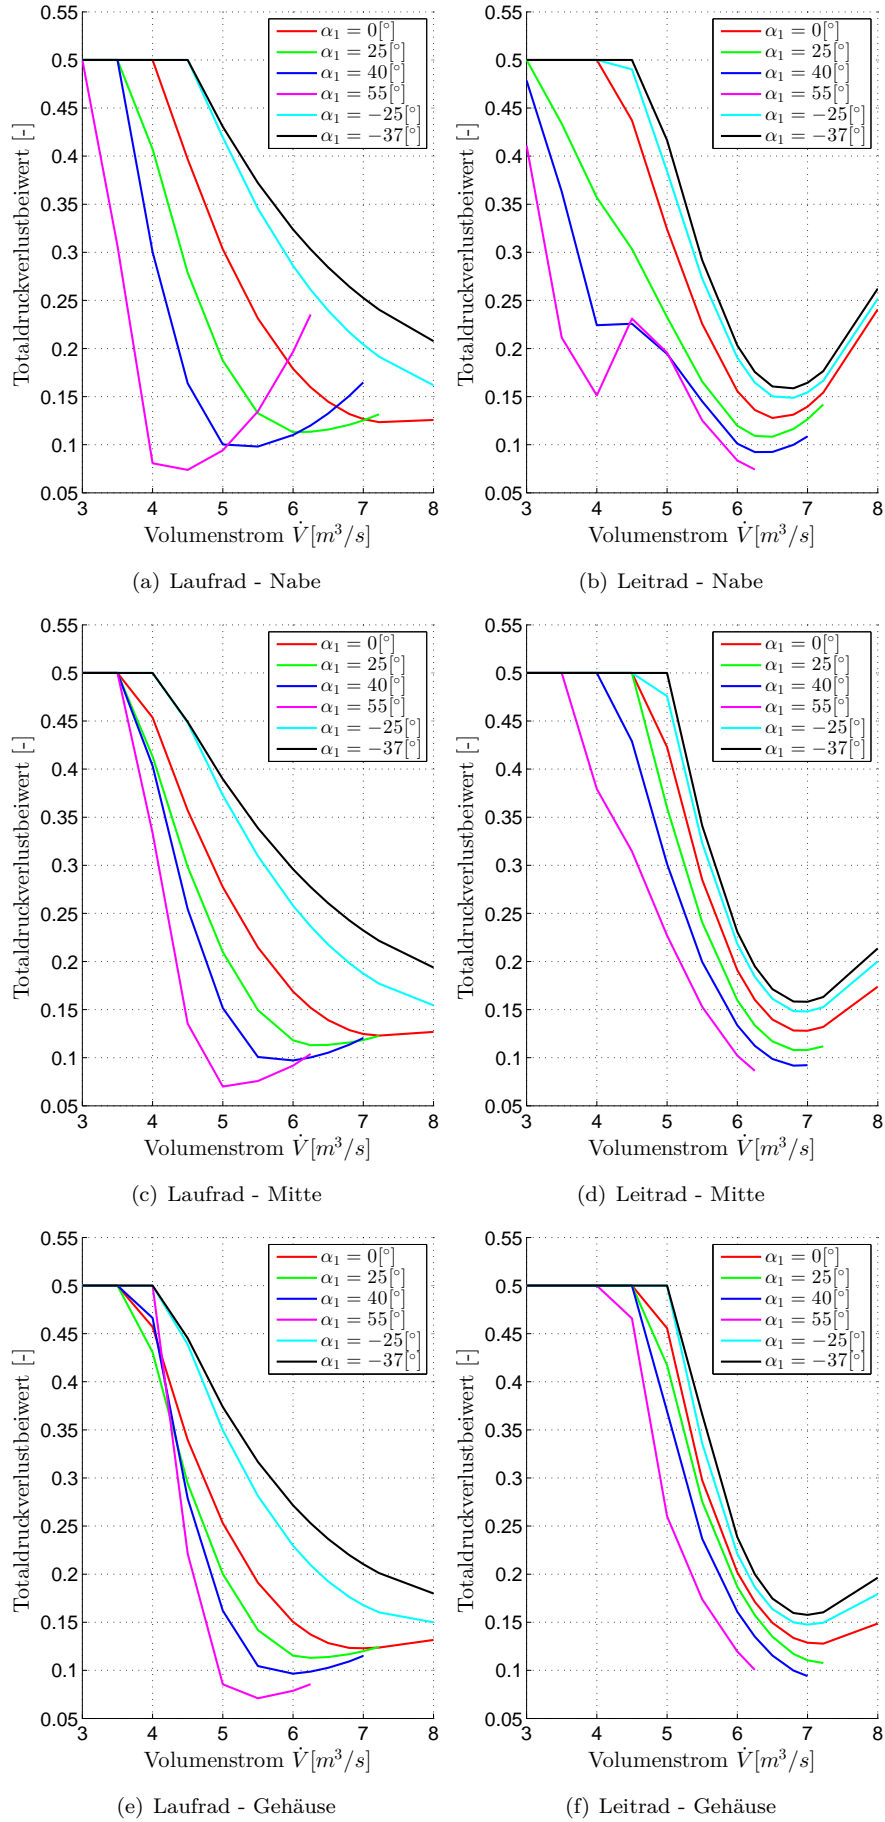 0.55
0.5
0.45
0.4
0.35
0.3
0.25
0.2
0.15
0.1
0.05
3 4 5 6 7 8
Totaldruckverlustbeiwert [-]
Volumenstrom V̇[m³/s]
α₁ = 0[°]
α₁ = 25[°]
α₁ = 40[°]
α₁ = 55[°]
α₁ = −25[°]
α₁ = −37[°]
(a) Laufrad - Nabe
0.55
0.5
0.45
0.4
0.35
0.3
0.25
0.2
0.15
0.1
0.05
3 4 5 6 7 8
Totaldruckverlustbeiwert [-]
Volumenstrom V̇[m³/s]
α₁ = 0[°]
α₁ = 25[°]
α₁ = 40[°]
α₁ = 55[°]
α₁ = −25[°]
α₁ = −37[°]
(b) Leitrad - Nabe
0.55
0.5
0.45
0.4
0.35
0.3
0.25
0.2
0.15
0.1
0.05
3 4 5 6 7 8
Totaldruckverlustbeiwert [-]
Volumenstrom V̇[m³/s]
α₁ = 0[°]
α₁ = 25[°]
α₁ = 40[°]
α₁ = 55[°]
α₁ = −25[°]
α₁ = −37[°]
(c) Laufrad - Mitte
0.55
0.5
0.45
0.4
0.35
0.3
0.25
0.2
0.15
0.1
0.05
3 4 5 6 7 8
Totaldruckverlustbeiwert [-]
Volumenstrom V̇[m³/s]
α₁ = 0[°]
α₁ = 25[°]
α₁ = 40[°]
α₁ = 55[°]
α₁ = −25[°]
α₁ = −37[°]
(d) Leitrad - Mitte
0.55
0.5
0.45
0.4
0.35
0.3
0.25
0.2
0.15
0.1
0.05
3 4 5 6 7 8
Totaldruckverlustbeiwert [-]
Volumenstrom V̇[m³/s]
α₁ = 0[°]
α₁ = 25[°]
α₁ = 40[°]
α₁ = 55[°]
α₁ = −25[°]
α₁ = −37[°]
(e) Laufrad - Gehäuse
0.55
0.5
0.45
0.4
0.35
0.3
0.25
0.2
0.15
0.1
0.05
3 4 5 6 7 8
Totaldruckverlustbeiwert [-]
Volumenstrom V̇[m³/s]
α₁ = 0[°]
α₁ = 25[°]
α₁ = 40[°]
α₁ = 55[°]
α₁ = −25[°]
α₁ = −37[°]
(f) Leitrad - Gehäuse